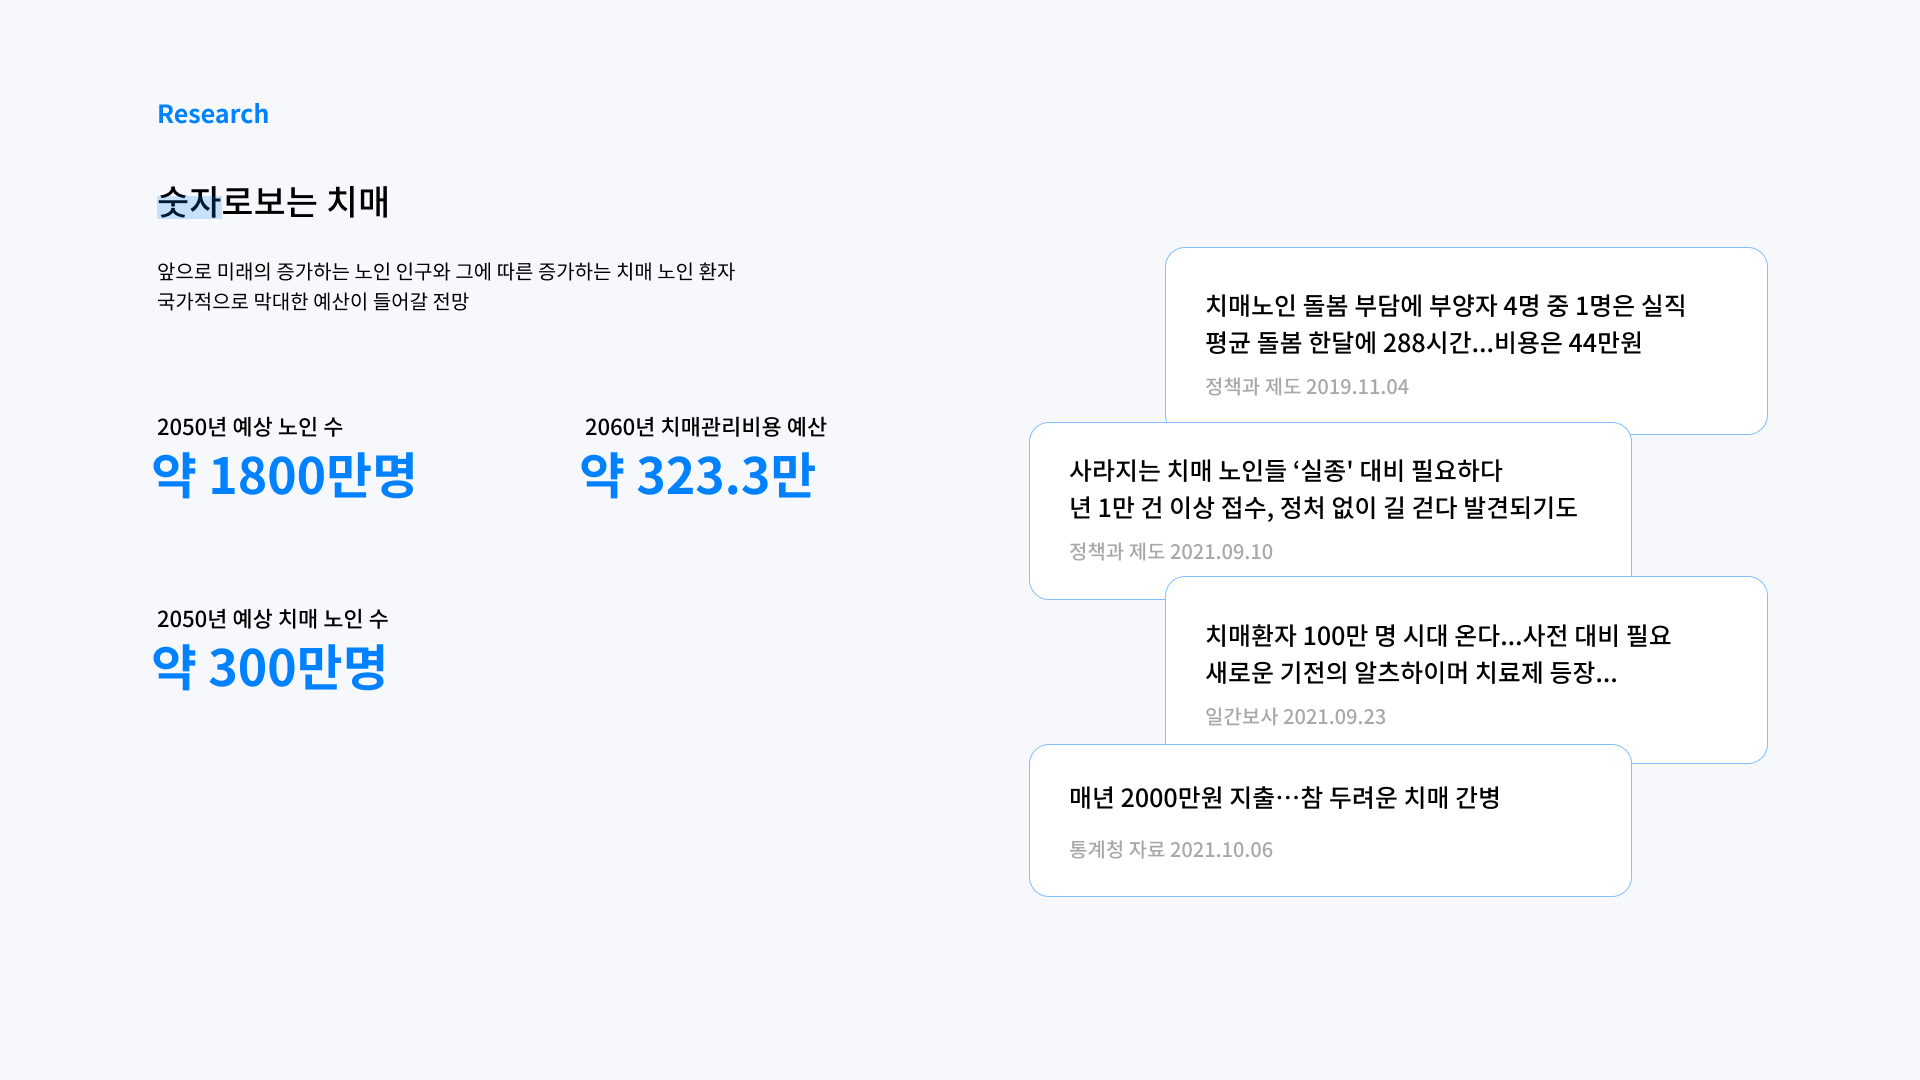 Research
숫자로보는 치매
앞으로 미래의 증가하는 노인 인구와 그에 따른 증가하는 치매 노인 환자
국가적으로 막대한 예산이 들어갈 전망
2050년 예상 노인 수
약 1800만명
2060년 치매관리비용 예산
약 323.3만
2050년 예상 치매 노인 수
약 300만명
치매노인 돌봄 부담에 부양자 4명 중 1명은 실직
평균 돌봄 한달에 288시간...비용은 44만원
정책과 제도 2019.11.04
사라지는 치매 노인들 ‘실종' 대비 필요하다
년 1만 건 이상 접수, 정처 없이 길 걷다 발견되기도
정책과 제도 2021.09.10
치매환자 100만 명 시대 온다...사전 대비 필요
새로운 기전의 알츠하이머 치료제 등장...
일간보사 2021.09.23
매년 2000만원 지출…참 두려운 치매 간병
통계청 자료 2021.10.06